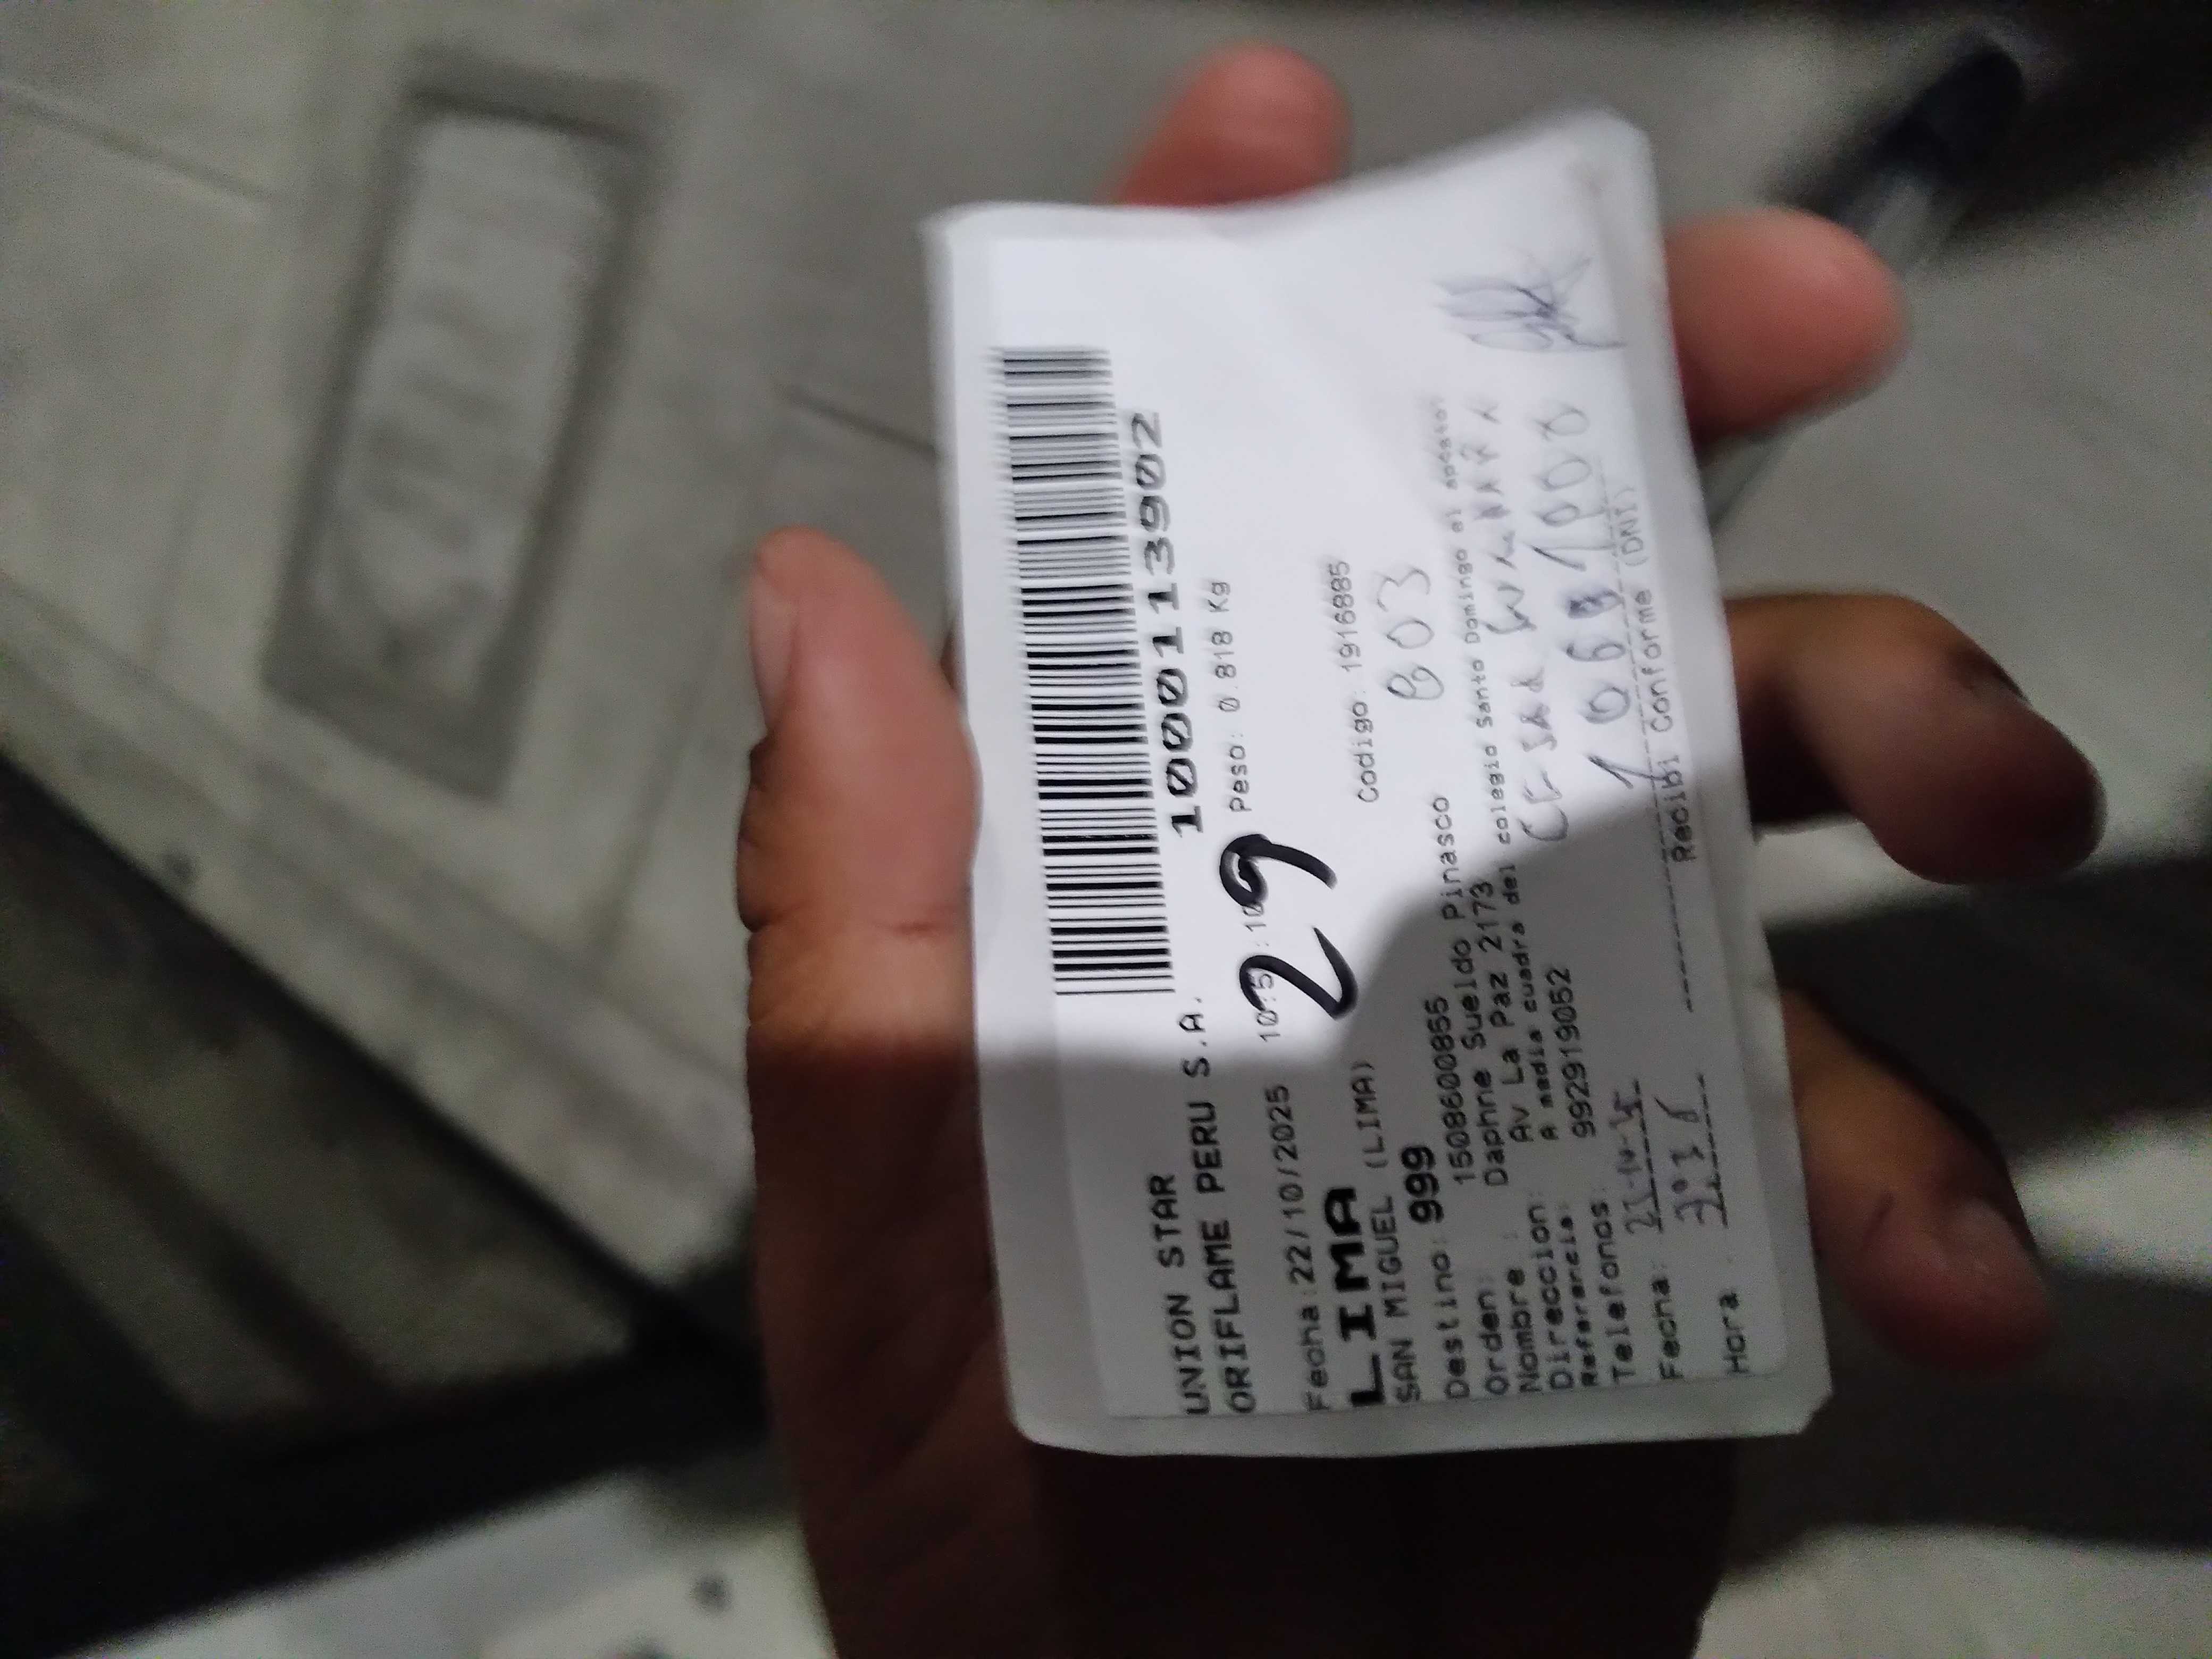 1000113902
UNION STAR
ORIFLAME PERU S.A.
Fecha:22/10/2025 Peso: 0.818 Kg
29
LIMA
SAN MIGUEL (LIMA) Codigo: 1916885
Destino: 999
803
Orden: 1508600855
Nombre : Daphne Sueldo Pinasco
Direccion: Av La Paz 2173
Referencia: A media cuadra del colegio Santo Domingo el
Telefonos: 992919052
Fecha:
Hora :
Recibi Conforme (DNI)